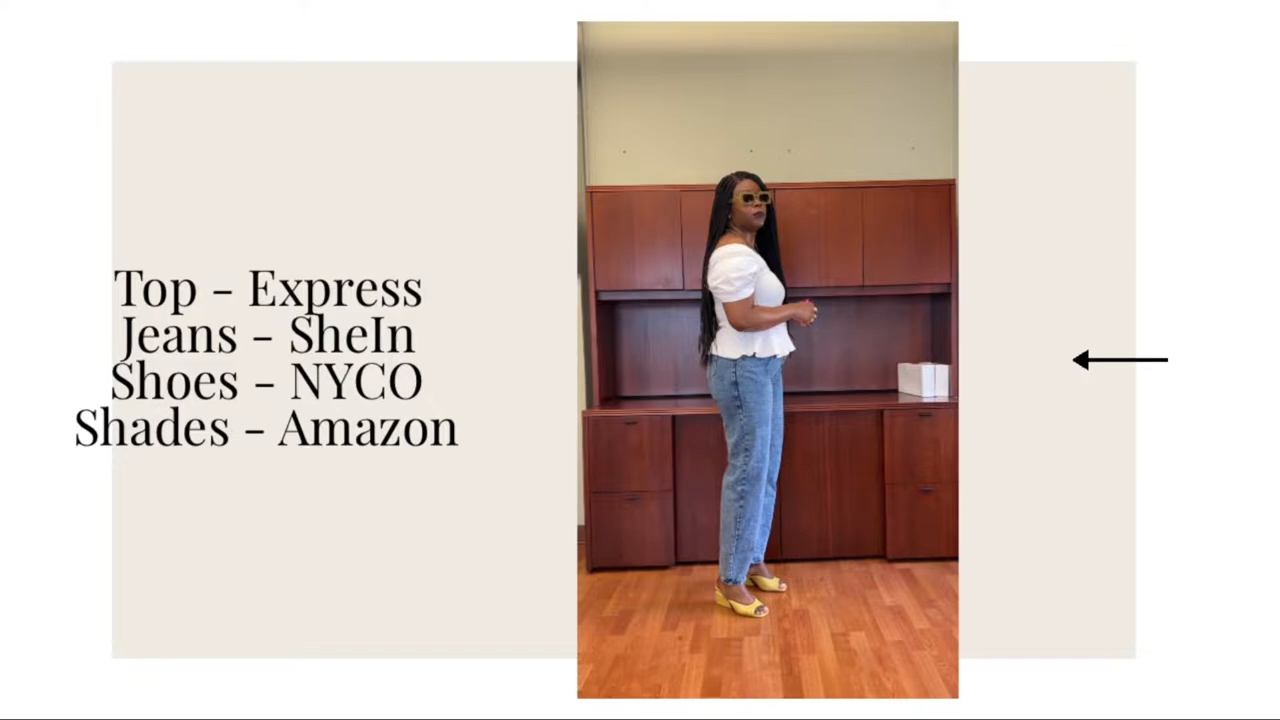 Top – Express
Jeans – SheIn
Shoes – NYCO
Shades – Amazon